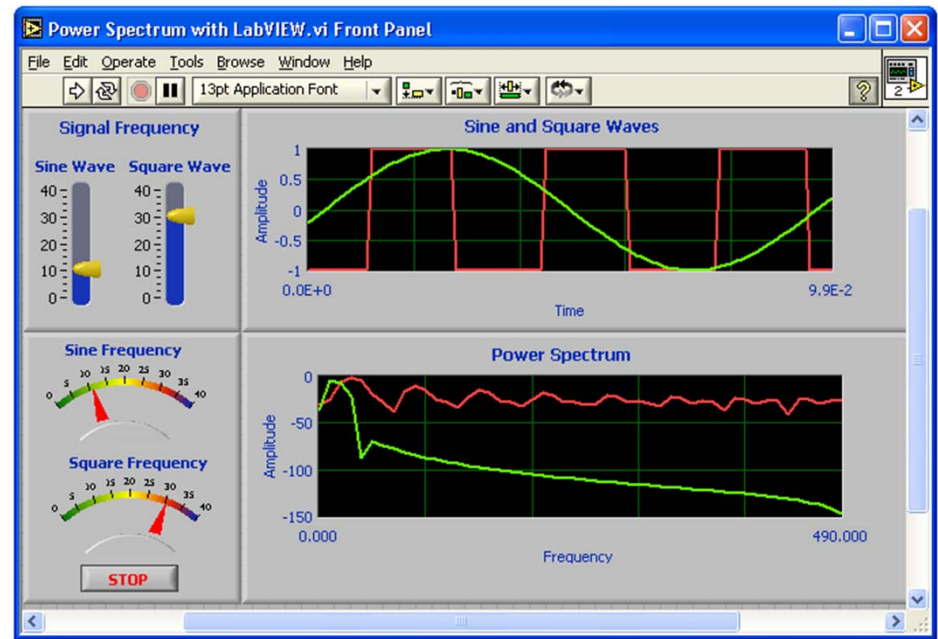 Power Spectrum with LabVIEW.vi Front Panel
File Edit Operate Tools Browse Window Help
13pt Application Font
2
Signal Frequency
Sine Wave Square Wave
40 40
30 30
20 20
10 10
0 0
Sine and Square Waves
Amplitude
1
0.5
0
-0.5
-1
0.0E+0 9.9E-2
Time
Sine Frequency
0 5 10 15 20 25 30 35 40
Square Frequency
0 5 10 15 20 25 30 35 40
STOP
Power Spectrum
Amplitude
0
-50
-100
-150
0.000 490.000
Frequency